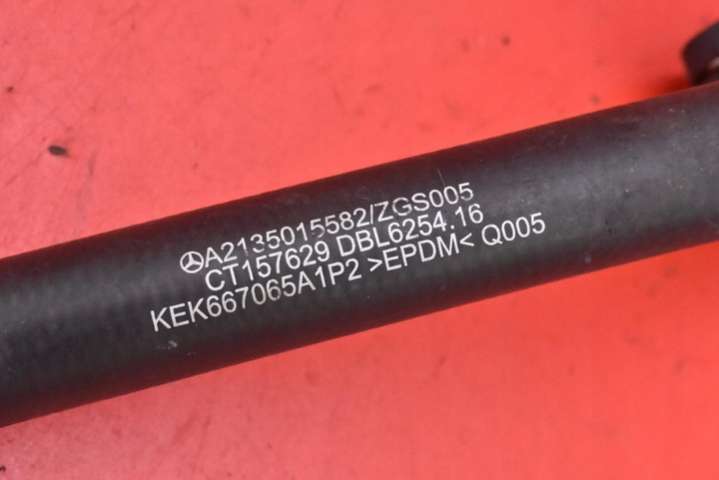 A2135015582/ZGS005
CT157629 DBL6254.16
KEK667065A1P2 >EPDM< Q005